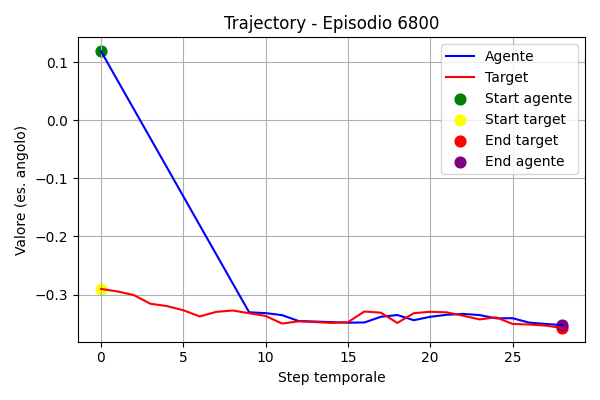 Trajectory - Episodio 6800
Agente
Target
Start agente
Start target
End target
End agente
Valore (es. angolo)
0.1
0.0
−0.1
−0.2
−0.3
0
5
10
15
20
25
Step temporale